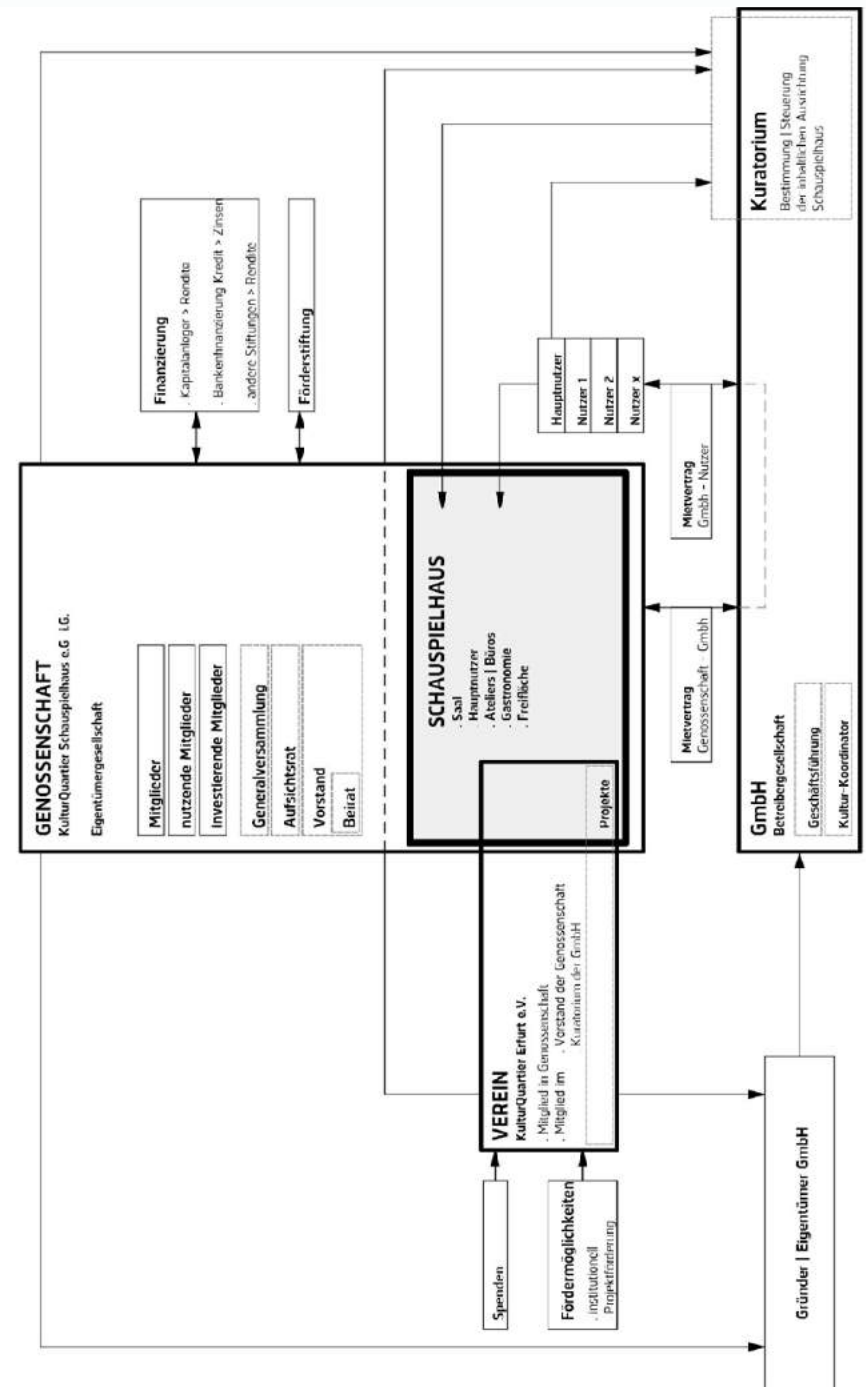 GENOSSENSCHAFT
KulturQuartier Schauspielhaus e.G i.G.
Eigentümergesellschaft
Mitglieder
nutzende Mitglieder
Investierende Mitglieder
Generalversammlung
Aufsichtsrat
Vorstand
Beirat
Finanzierung
. Kapitalanleger > Rendite
. Bankenfinanzierung Kredit > Zinsen
. andere Stiftungen > Rendite
Förderstiftung
SCHAUSPIELHAUS
. Saal
. Hauptnutzer
. Ateliers | Büros
. Gastronomie
. Freifläche
Projekte
VEREIN
KulturQuartier Erfurt e.V.
. Mitglied in Genossenschaft
. Mitglied im . Vorstand der Genossenschaft
. Kuratorium der GmbH
Spenden
Fördermöglichkeiten
. institutionell
Projektförderung
Hauptnutzer
Nutzer 1
Nutzer 2
Nutzer x
Mietvertrag
Genossenschaft - Gmbh
Mietvertrag
Gmbh - Nutzer
GmbH
Betreibergesellschaft
Geschäftsführung
Kultur-Koordinator
Kuratorium
Bestimmung | Steuerung
der inhaltlichen Ausrichtung
Schauspielhaus
Gründer | Eigentümer GmbH